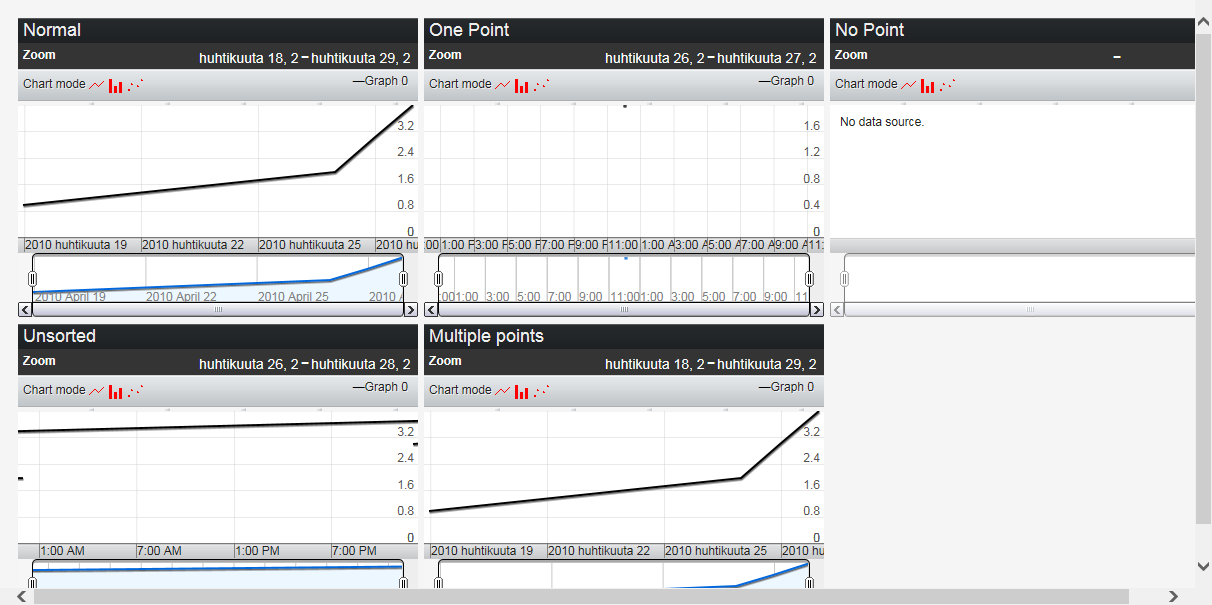 Normal
Zoom huhtikuuta 18, 2 – huhtikuuta 29, 2
Chart mode —Graph 0
3.2
2.4
1.6
0.8
0
2010 huhtikuuta 19 2010 huhtikuuta 22 2010 huhtikuuta 25 2010 hu
2010 April 19 2010 April 22 2010 April 25 2010 A
One Point
Zoom huhtikuuta 26, 2 – huhtikuuta 27, 2
Chart mode —Graph 0
1.6
1.2
0.8
0.4
0
:00 1:00 P 3:00 P 5:00 P 7:00 P 9:00 P 11:00 1:00 A 3:00 A 5:00 A 7:00 A 9:00 A 11:
:00 1:00 3:00 5:00 7:00 9:00 11:00 1:00 3:00 5:00 7:00 9:00 11
No Point
Zoom –
Chart mode
No data source.
Unsorted
Zoom huhtikuuta 26, 2 – huhtikuuta 28, 2
Chart mode —Graph 0
3.2
2.4
1.6
0.8
0
1:00 AM 7:00 AM 1:00 PM 7:00 PM
Multiple points
Zoom huhtikuuta 18, 2 – huhtikuuta 29, 2
Chart mode —Graph 0
3.2
2.4
1.6
0.8
0
2010 huhtikuuta 19 2010 huhtikuuta 22 2010 huhtikuuta 25 2010 hu